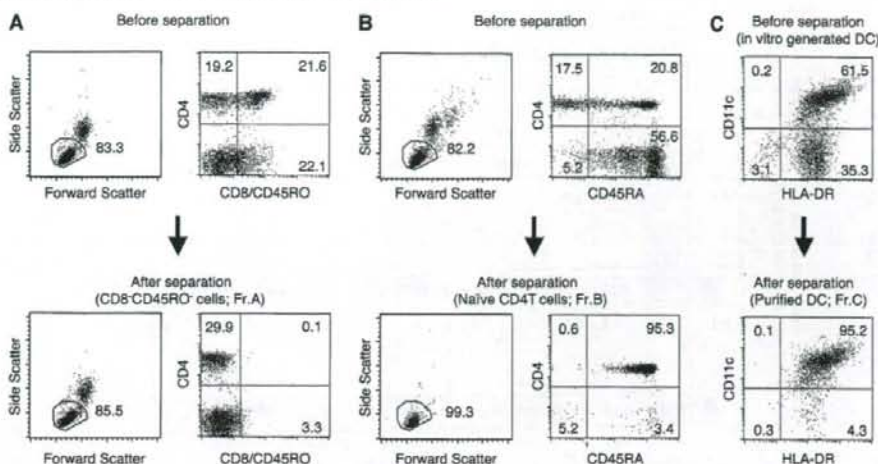 A
Before separation
Side Scatter
83.3
Forward Scatter
CD4
19.2
21.6
22.1
CD8/CD45RO
B
Before separation
Side Scatter
82.2
Forward Scatter
CD4
17.5
20.8
56.6
5.2
CD45RA
C
Before separation
(in vitro generated DC)
CD11c
0.2
61.5
3.1
35.3
HLA-DR
After separation
(CD8-CD45RO- cells; Fr.A)
Side Scatter
85.5
Forward Scatter
CD4
29.9
0.1
3.3
CD8/CD45RO
After separation
(Naïve CD4T cells; Fr.B)
Side Scatter
99.3
Forward Scatter
CD4
0.6
95.3
5.2
3.4
CD45RA
After separation
(Purified DC; Fr.C)
CD11c
0.1
95.2
0.3
4.3
HLA-DR